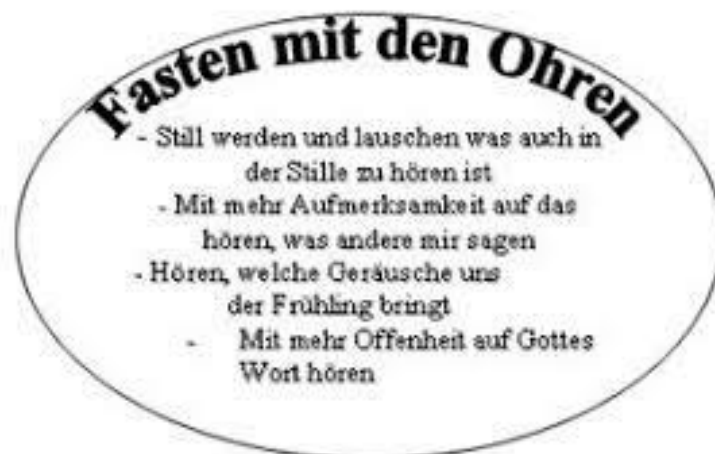 Fasten mit den Ohren
- Still werden und lauschen was auch in
der Stille zu hören ist
- Mit mehr Aufmerksamkeit auf das
hören, was andere mir sagen
- Hören, welche Geräusche uns
der Frühling bringt
- Mit mehr Offenheit auf Gottes
Wort hören